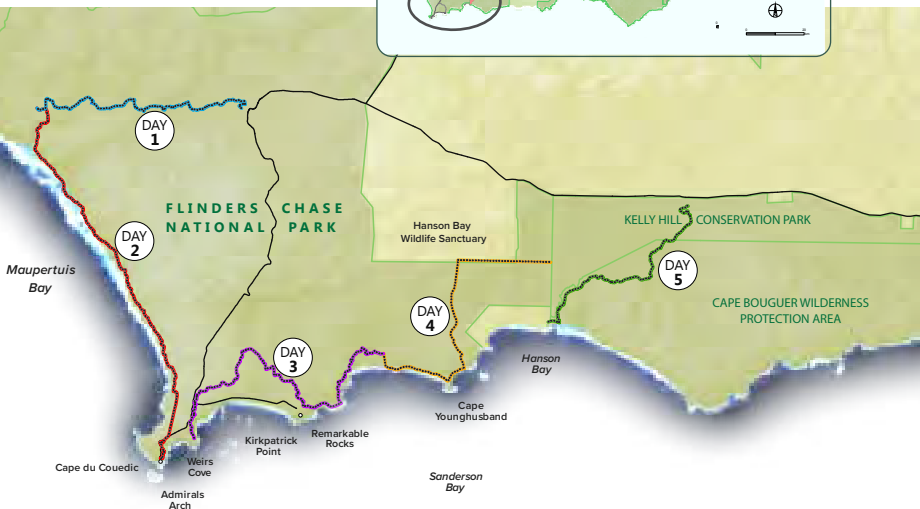 DAY
1
FLINDERS CHASE
NATIONAL PARK
DAY
2
Maupertuis
Bay
Hanson Bay
Wildlife Sanctuary
KELLY HILL CONSERVATION PARK
DAY
5
CAPE BOUGUER WILDERNESS
PROTECTION AREA
DAY
4
DAY
3
Hanson
Bay
Cape
Younghusband
Remarkable
Rocks
Kirkpatrick
Point
Weirs
Cove
Cape du Couedic
Admirals
Arch
Sanderson
Bay